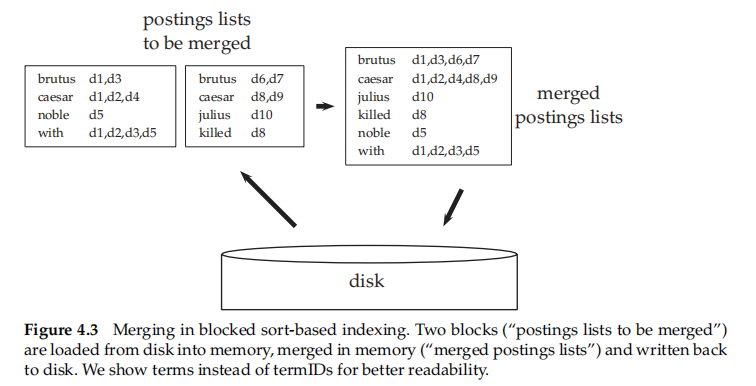 postings lists
to be merged
brutus d1,d3
caesar d1,d2,d4
noble d5
with d1,d2,d3,d5
brutus d6,d7
caesar d8,d9
julius d10
killed d8
brutus d1,d3,d6,d7
caesar d1,d2,d4,d8,d9
julius d10
killed d8
noble d5
with d1,d2,d3,d5
merged
postings lists
disk
Figure 4.3 Merging in blocked sort-based indexing. Two blocks (“postings lists to be merged”)
are loaded from disk into memory, merged in memory (“merged postings lists”) and written back
to disk. We show terms instead of termIDs for better readability.